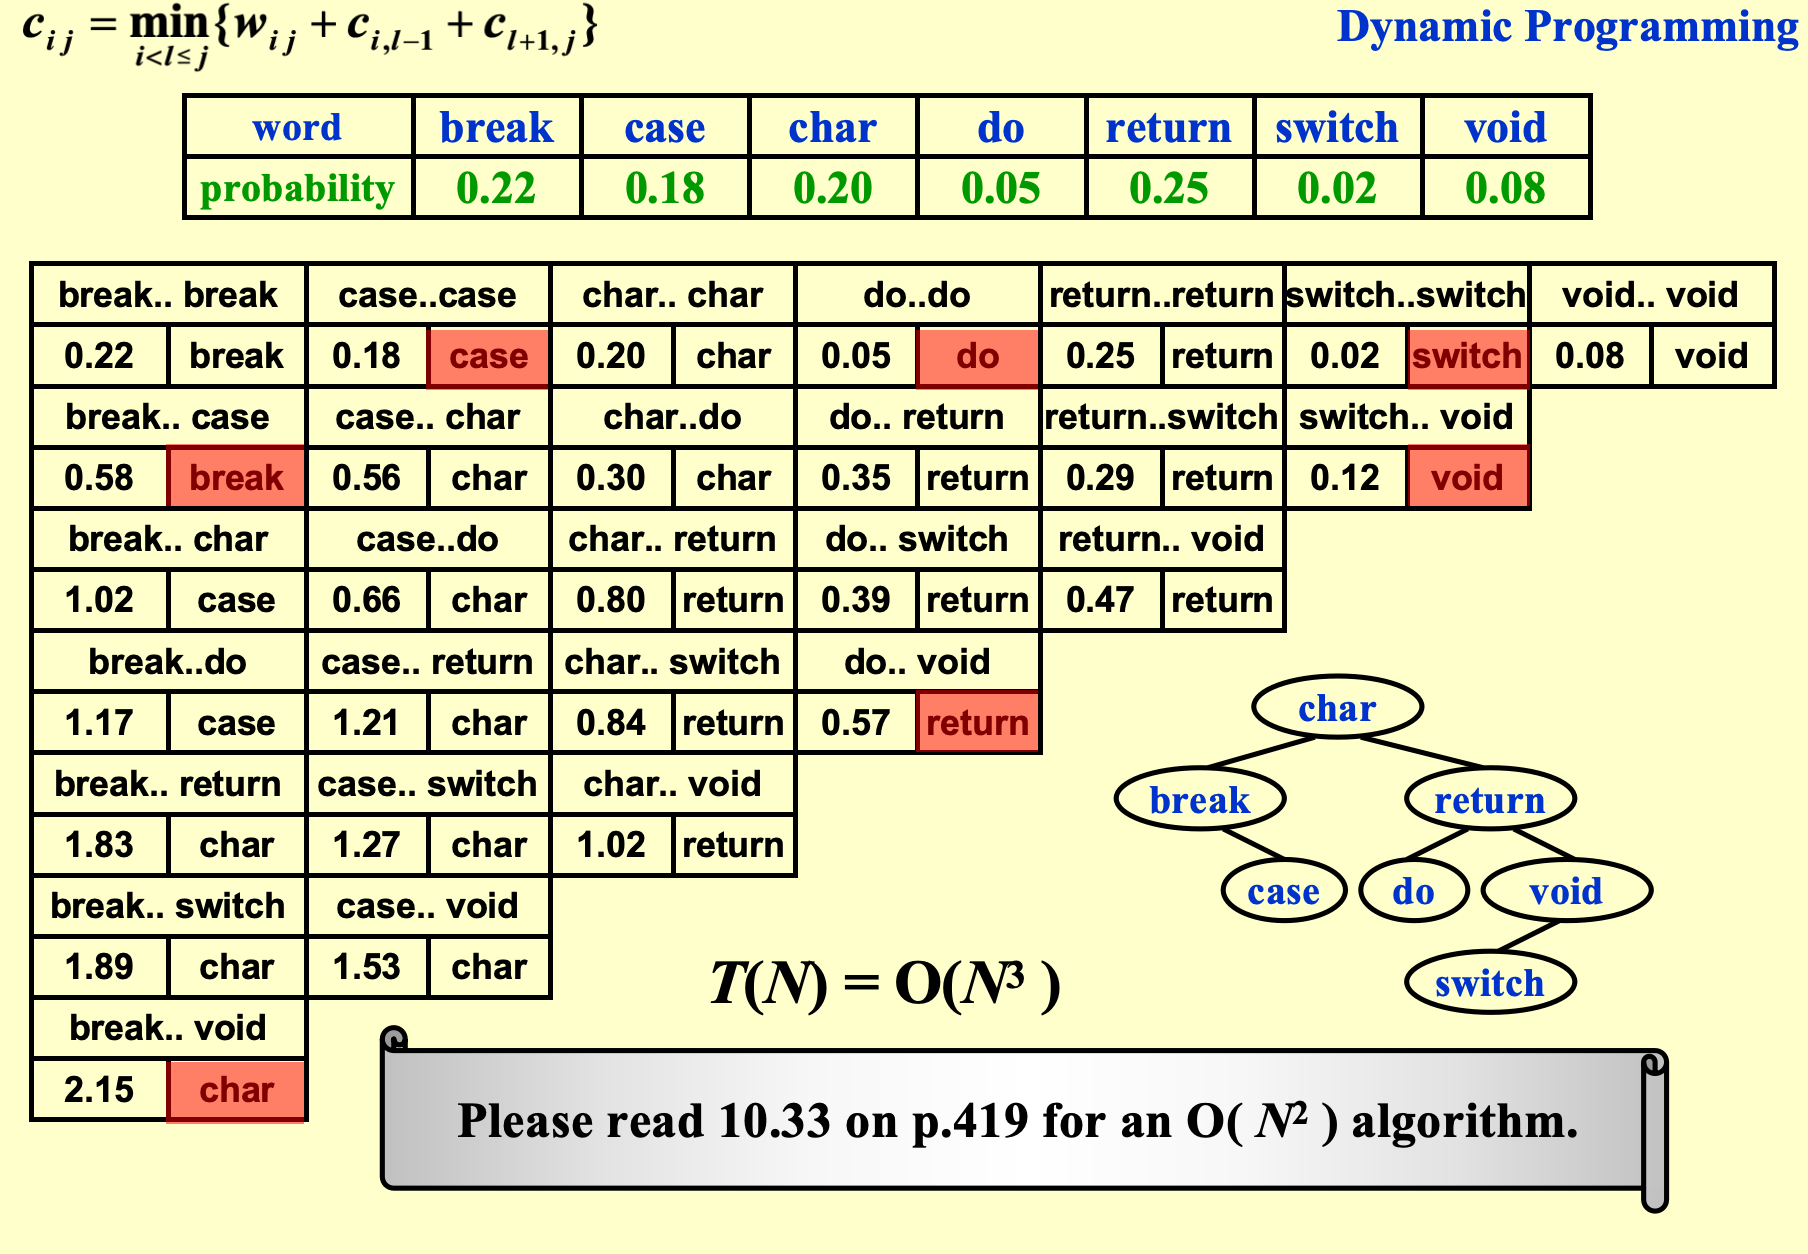 c_{ij} = min_{i<l≤j}{w_{ij} + c_{i,l−1} + c_{l+1,j}}
Dynamic Programming
word break case char do return switch void
probability 0.22 0.18 0.20 0.05 0.25 0.02 0.08
break.. break case..case char.. char do..do return..return switch..switch void.. void
0.22 break 0.18 case 0.20 char 0.05 do 0.25 return 0.02 switch 0.08 void
break.. case case.. char char..do do.. return return..switch switch.. void
0.58 break 0.56 char 0.30 char 0.35 return 0.29 return 0.12 void
break.. char case..do char.. return do.. switch return.. void
1.02 case 0.66 char 0.80 return 0.39 return 0.47 return
break..do case.. return char.. switch do.. void
1.17 case 1.21 char 0.84 return 0.57 return
break.. return case.. switch char.. void
1.83 char 1.27 char 1.02 return
break.. switch case.. void
1.89 char 1.53 char
break.. void
2.15 char
char
break return
case do void
switch
T(N) = O(N³ )
Please read 10.33 on p.419 for an O( N² ) algorithm.